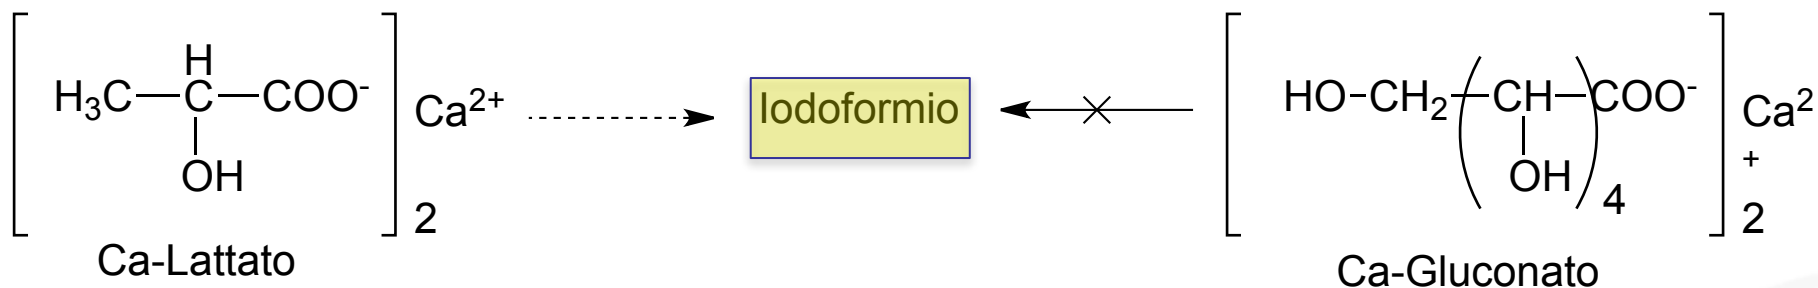 H
H₃C—C—COO⁻
OH
2
Ca²⁺
Ca-Lattato
Iodoformio
HO-CH₂(CH)COO⁻
OH
4
Ca²
+
2
Ca-Gluconato